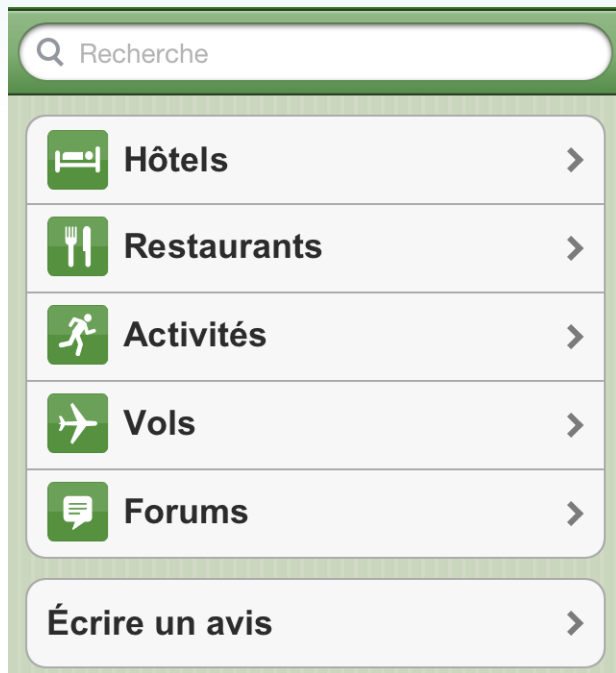 Recherche
Hôtels
Restaurants
Activités
Vols
Forums
Écrire un avis